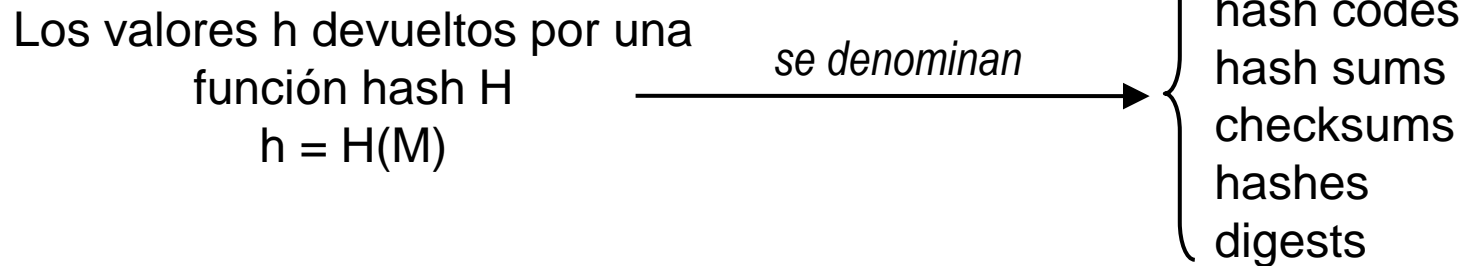 Los valores h devueltos por una
función hash H
h = H(M)
se denominan
hash codes
hash sums
checksums
hashes
digests